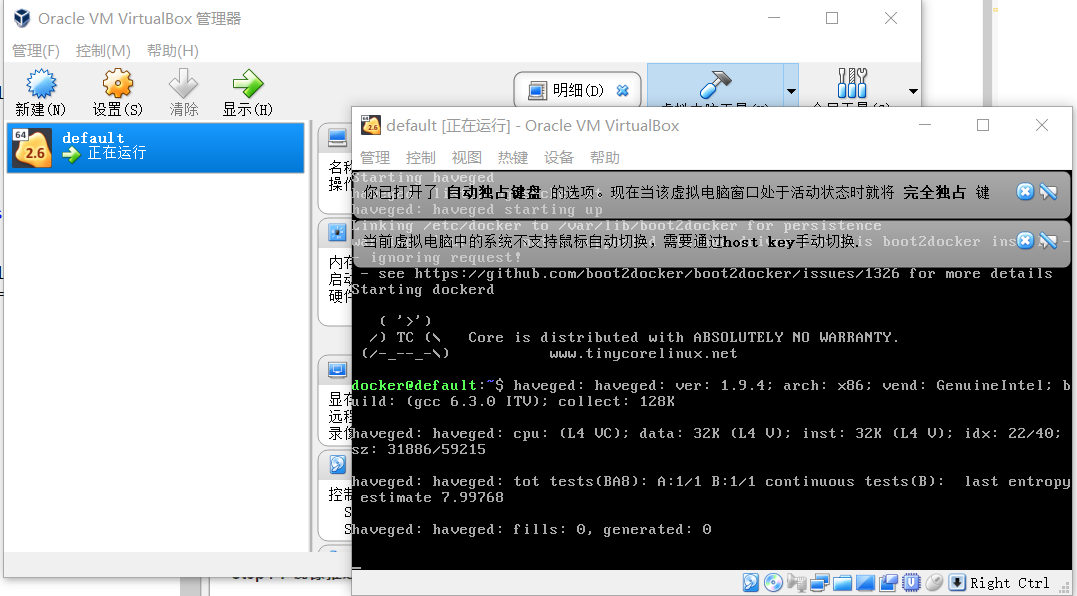 Oracle VM VirtualBox 管理器
管理(F) 控制(M) 帮助(H)
新建(N) 设置(S) 清除 显示(H)
明细(D)
64
2.6
default
正在运行
名称
操作
内存
启动
硬件
显存
远程
录像
控制
S
S
default [正在运行] - Oracle VM VirtualBox
管理 控制 视图 热键 设备 帮助
Starting haveged
你已打开了 自动独占键盘 的选项。现在当该虚拟电脑窗口处于活动状态时就将 完全独占 键
haveged: haveged starting up
Linking /etc/docker to /var/lib/boot2docker for persistence
当前虚拟电脑中的系统不支持鼠标自动切换，需要通过host key手动切换.
is boot2docker ins
- ignoring request!
- see https://github.com/boot2docker/boot2docker/issues/1326 for more details
Starting dockerd
( '>')
/) TC (\ Core is distributed with ABSOLUTELY NO WARRANTY.
(/-_--_-\) www.tinycorelinux.net
docker@default:~$ haveged: haveged: ver: 1.9.4; arch: x86; vend: GenuineIntel; b
uild: (gcc 6.3.0 ITV); collect: 128K
haveged: haveged: cpu: (L4 VC); data: 32K (L4 V); inst: 32K (L4 V); idx: 22/40;
sz: 31886/59215
haveged: haveged: tot tests(BA8): A:1/1 B:1/1 continuous tests(B): last entropy
estimate 7.99768
haveged: haveged: fills: 0, generated: 0
Right Ctrl